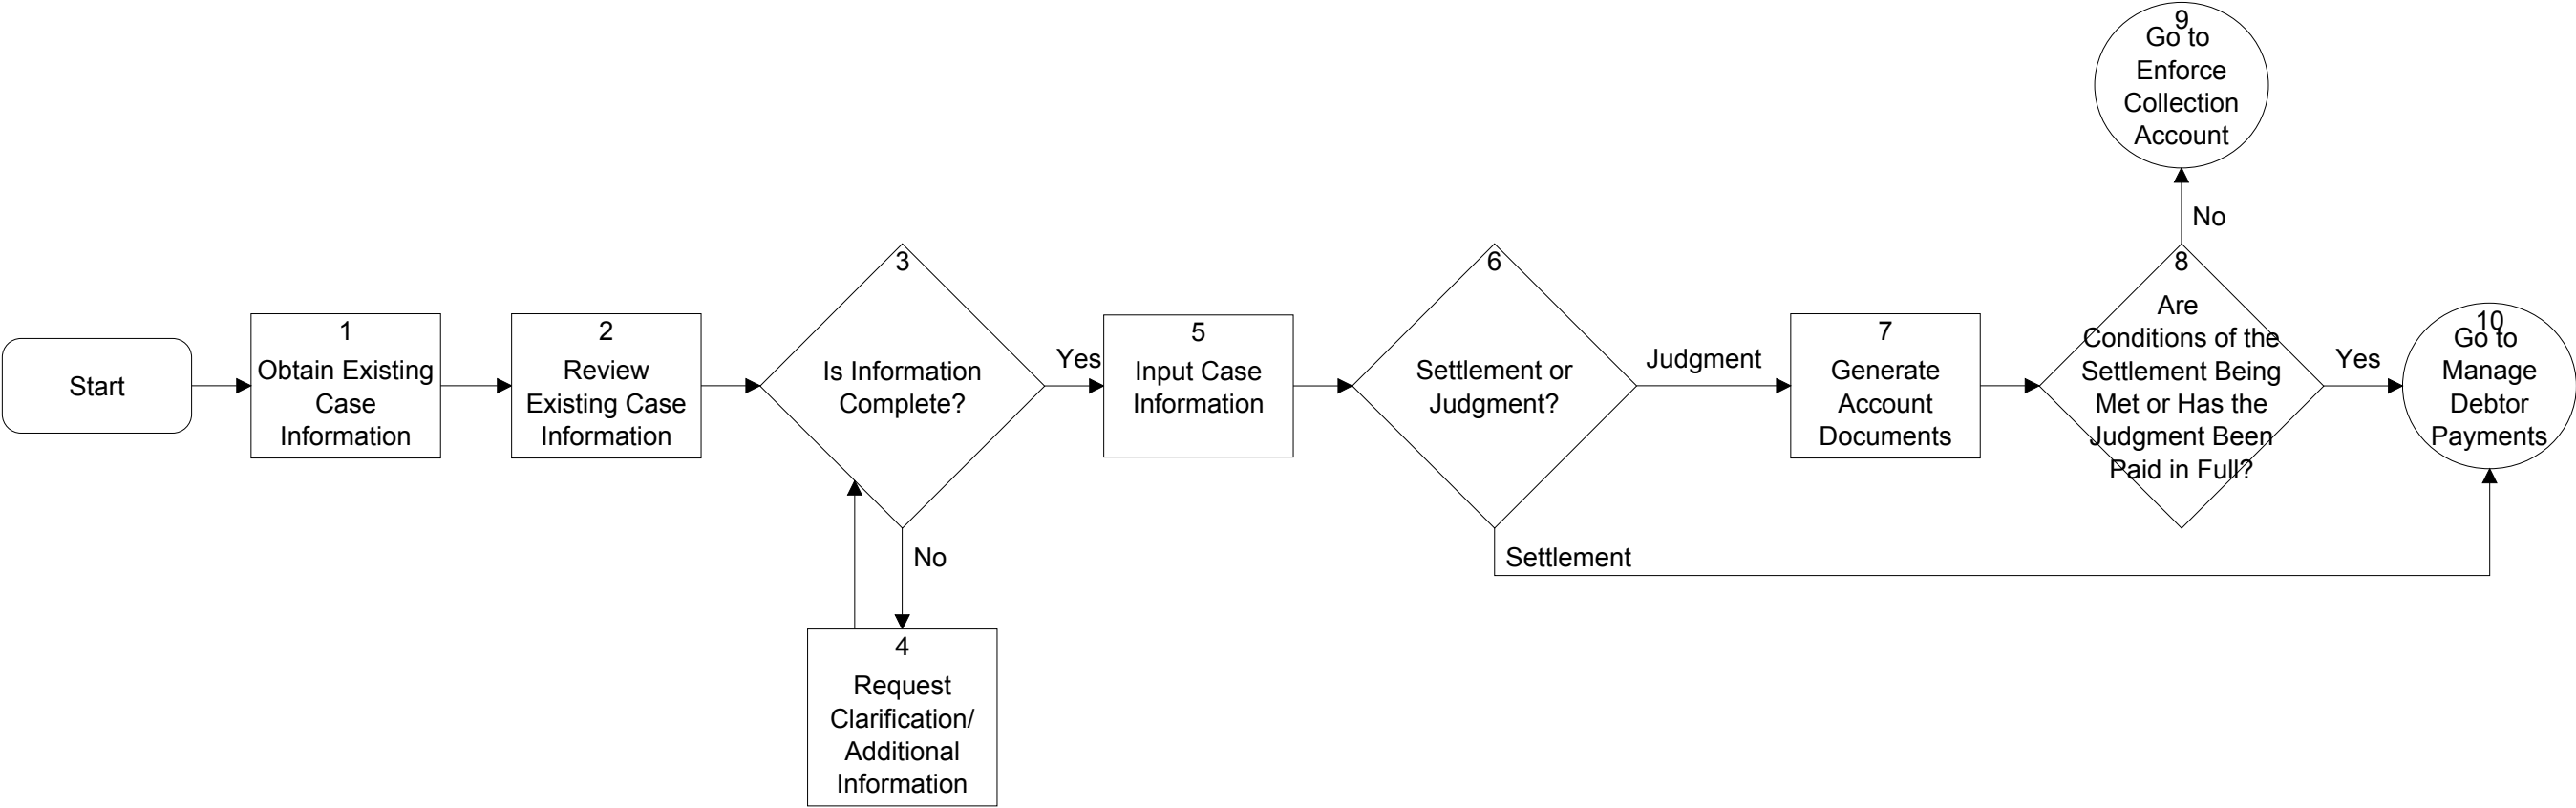 Start
1
Obtain Existing
Case
Information
2
Review
Existing Case
Information
3
Is Information
Complete?
Yes
No
4
Request
Clarification/
Additional
Information
5
Input Case
Information
6
Settlement or
Judgment?
Judgment
Settlement
7
Generate
Account
Documents
8
Are
Conditions of the
Settlement Being
Met or Has the
Judgment Been
Paid in Full?
No
Yes
9
Go to
Enforce
Collection
Account
10
Go to
Manage
Debtor
Payments